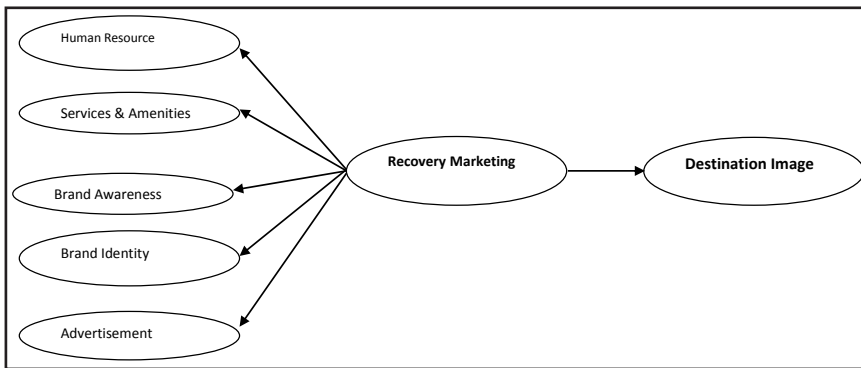 Human Resource
Services & Amenities
Brand Awareness
Brand Identity
Advertisement
Recovery Marketing
Destination Image